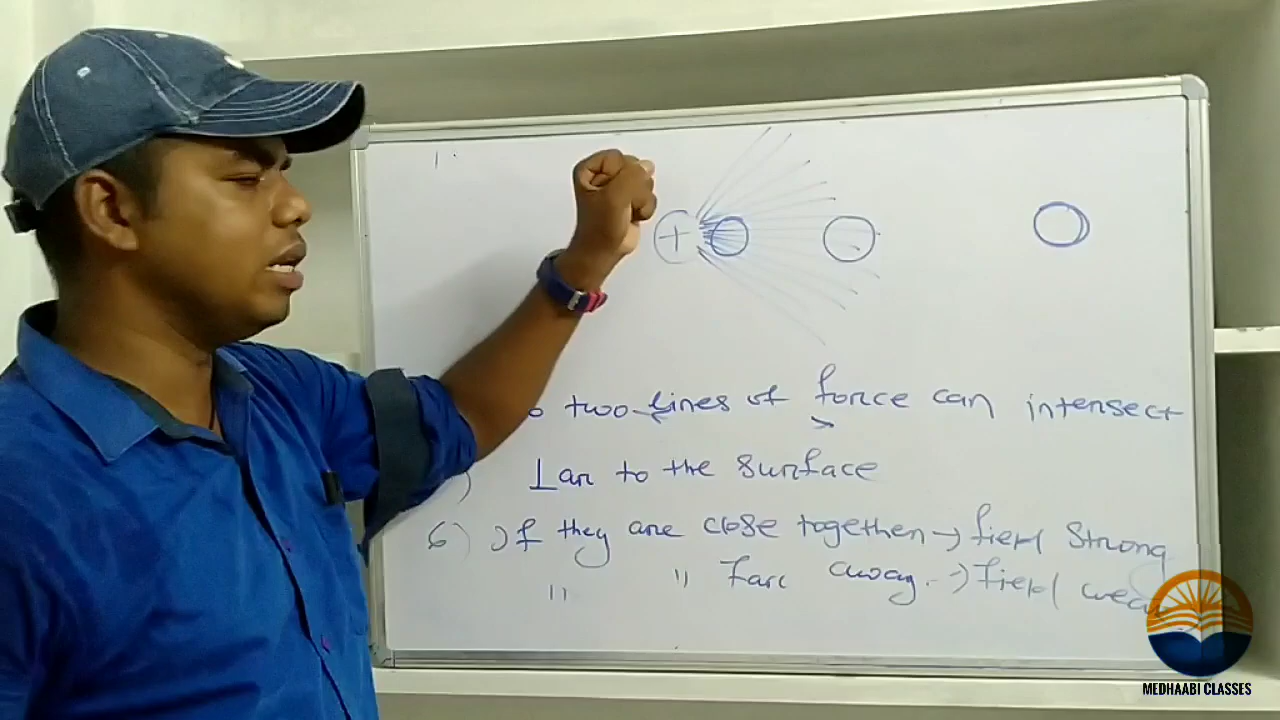 +
two lines of force can intersect
) ⊥ar to the surface
6) If they are close together → field strong
" " far away. → field weak
MEDHAABI CLASSES